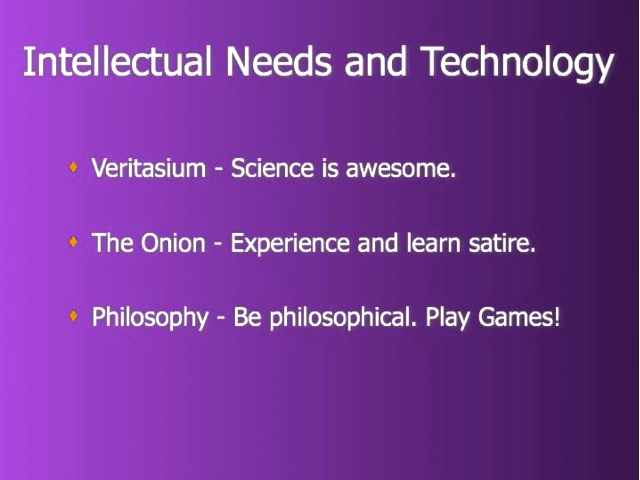 Intellectual Needs and Technology
Veritasium - Science is awesome.
The Onion - Experience and learn satire.
Philosophy - Be philosophical. Play Games!